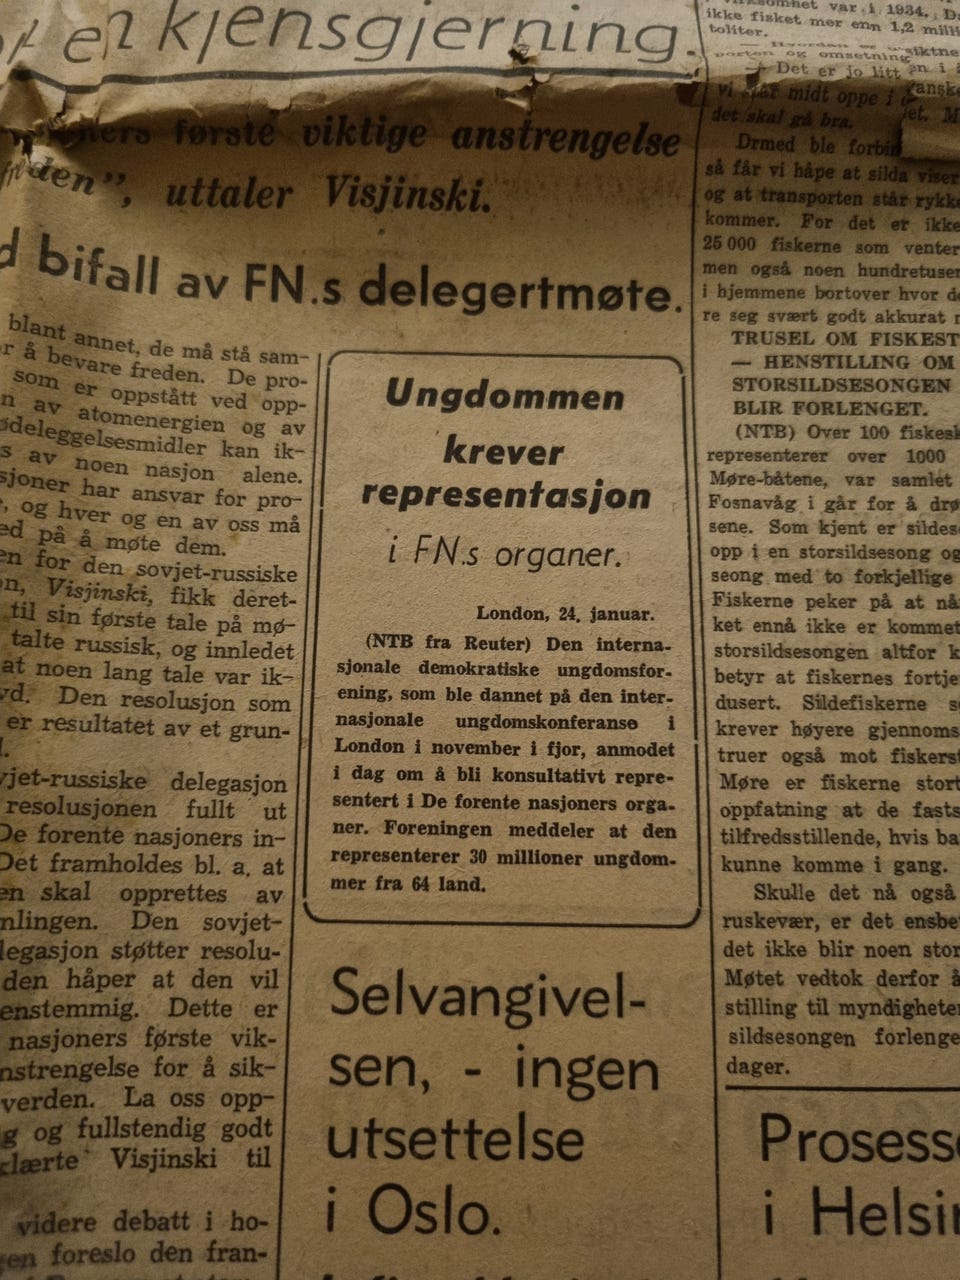 en kjensgjerning.
første viktige anstrengelse
uttaler Visjinski.
bifall av FN.s delegertmøte.
blant annet, de må stå sam-
å bevare freden. De pro-
som er oppstått ved opp-
av atomenergien og av
ødeleggelsesmidler kan ik-
av noen nasjon alene.
har ansvar for pro-
og hver og en av oss må
på å møte dem.
for den sovjet-russiske
Visjinski, fikk deret-
til sin første tale på mø-
talte russisk, og innledet
at noen lang tale var ik-
Den resolusjon som
er resultatet av et grun-
delegasjon
resolusjonen fullt ut
De forente nasjoners in-
Det framholdes bl. a. at
skal opprettes av
Den sovjet-
støtter resolu-
den håper at den vil
enstemmig. Dette er
nasjoners første vik-
for å sik-
verden. La oss opp-
og fullstendig godt
Visjinski til
videre debatt i ho-
foreslo den fran-
Ungdommen
krever
representasjon
i FN.s organer.
London, 24. januar.
(NTB fra Reuter) Den interna-
sjonale demokratiske ungdomsfor-
ening, som ble dannet på den inter-
nasjonale ungdomskonferanse i
London i november i fjor, anmodet
i dag om å bli konsultativt repre-
sentert i De forente nasjoners orga-
ner. Foreningen meddeler at den
representerer 30 millioner ungdom-
mer fra 64 land.
Selvangivel-
sen, - ingen
utsettelse
i Oslo.
var i 1934.
ikke fisket mer enn 1,2 mill
toliter.
— Det er jo litt
vi midt oppe i
det skal gå bra.
Drmed ble
så får vi håpe at silda viser
og at transporten står rykk
kommer. For det er ikke
25 000 fiskerne som venter
men også noen hundretuser
i hjemmene bortover hvor
re seg svært godt akkurat
TRUSEL OM FISKEST
— HENSTILLING OM
STORSILDSESONGEN
BLIR FORLENGET.
(NTB) Over 100 fiskesk
representerer over 1000
Møre-båtene, var samlet
Fosnavåg i går for å drø
sene. Som kjent er sildes
opp i en storsildsesong og
seong med to forkjellige
Fiskerne peker på at nå
ket ennå ikke er kommet
storsildsesongen altfor k
betyr at fiskernes fortje
dusert. Sildefiskerne s
krever høyere gjennoms
truer også mot fiskerst
Møre er fiskerne stort
oppfatning at de fasts
tilfredsstillende, hvis ba
kunne komme i gang.
Skulle det nå også
ruskevær, er det ensbe
det ikke blir noen stor
Møtet vedtok derfor å
stilling til myndigheter
sildsesongen forlenge
dager.
Prosess
i Helsin